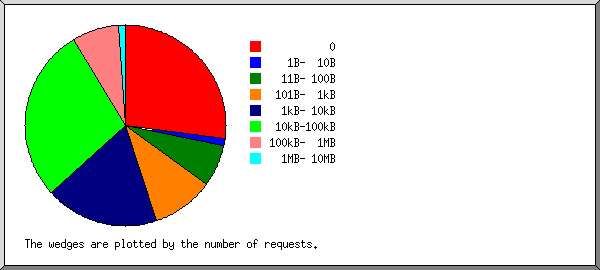 0
1B- 10B
11B- 100B
101B- 1kB
1kB- 10kB
10kB-100kB
100kB- 1MB
1MB- 10MB
The wedges are plotted by the number of requests.